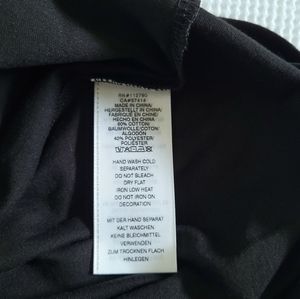 RN#110790
CA#57414
MADE IN CHINA/
HERGESTELLT IN CHINA/
FABRIQUE EN CHINE/
HECHO EN CHINA
60% COTTON/
BAUMWOLLE/COTON/
ALGODON
40% POLYESTER/
POLIESTER
HAND WASH COLD
SEPARATELY
DO NOT BLEACH
DRY FLAT
IRON LOW HEAT
DO NOT IRON ON
DECORATION
MIT DER HAND SEPARAT
KALT WASCHEN
KEINE BLEICHMITTEL
VERWENDEN
ZUM TROCKNEN FLACH
HINLEGEN